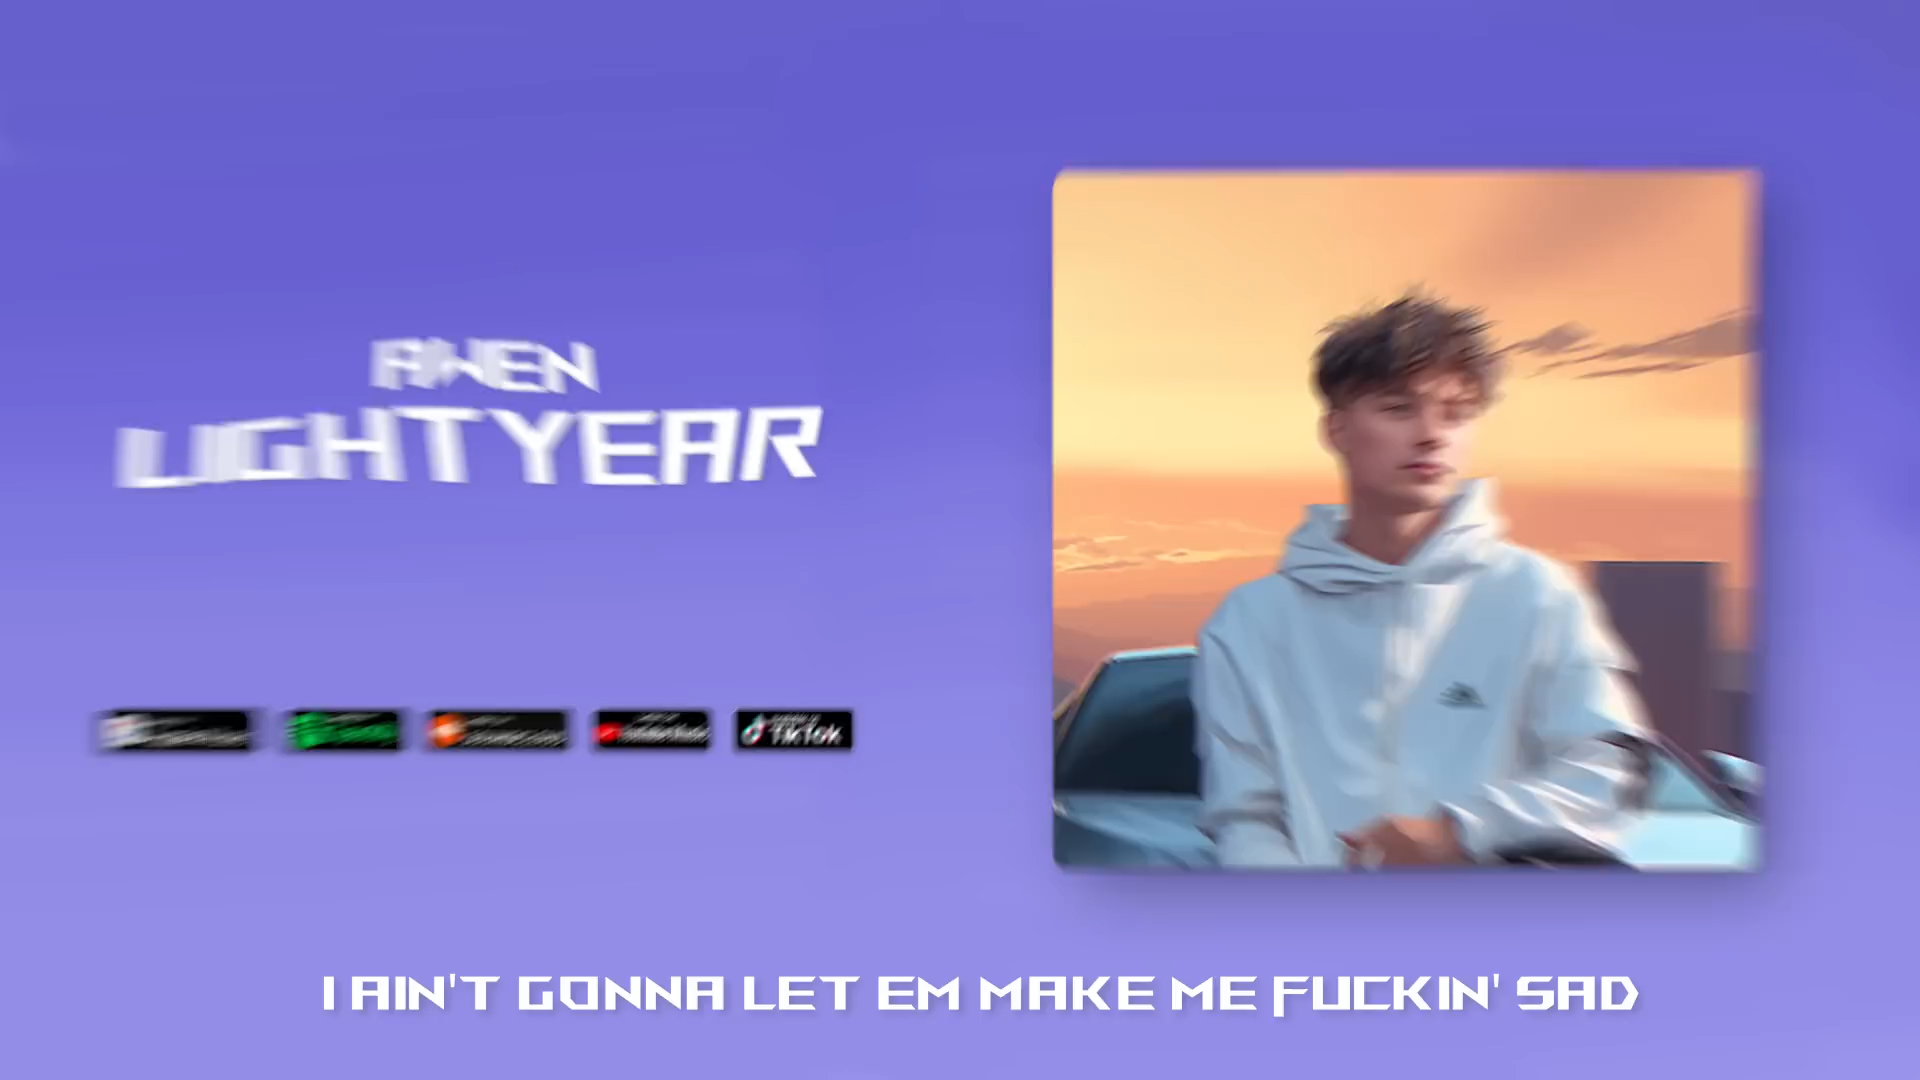 AWEN
LIGHTYEAR
TikTok
I AIN'T GONNA LET EM MAKE ME FUCKIN' SAD